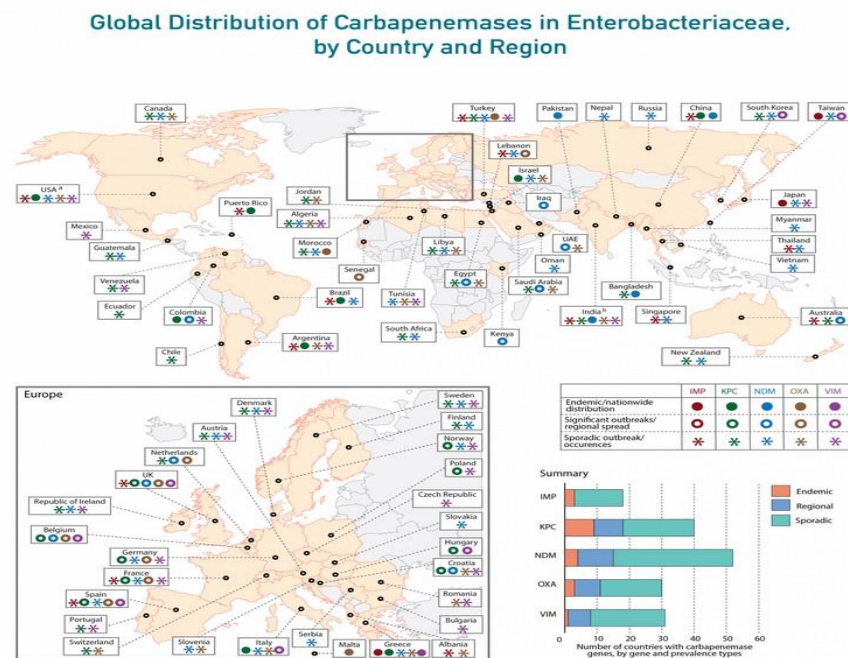 Global Distribution of Carbapenemases in Enterobacteriaceae,
by Country and Region
Canada
Turkey
Pakistan
Nepal
Russia
China
South Korea
Taiwan
Lebanon
Israel
USA a
Puerto Rico
Jordan
Algeria
Iraq
Japan
Mexico
Morocco
Libya
UAE
Myanmar
Guatemala
Oman
Thailand
Senegal
Egypt
Saudi Arabia
Vietnam
Venezuela
Brazil
Tunisia
Bangladesh
Ecuador
Colombia
India b
Singapore
Australia
Argentina
South Africa
Kenya
Chile
New Zealand
Europe
Denmark
Sweden
Austria
Finland
Netherlands
Norway
UK
Poland
Republic of Ireland
Czech Republic
Slovakia
Belgium
Hungary
Germany
Croatia
France
Spain
Romania
Portugal
Bulgaria
Switzerland
Slovenia
Italy
Serbia
Malta
Greece
Albania
IMP KPC NDM OXA VIM
Endemic/nationwide
distribution
Significant outbreaks/
regional spread
Sporadic outbreak/
occurences
Summary
IMP
KPC
NDM
OXA
VIM
Endemic
Regional
Sporadic
0 10 20 30 40 50 60
Number of countries with carbapenemase
genes, by gene and prevalence types